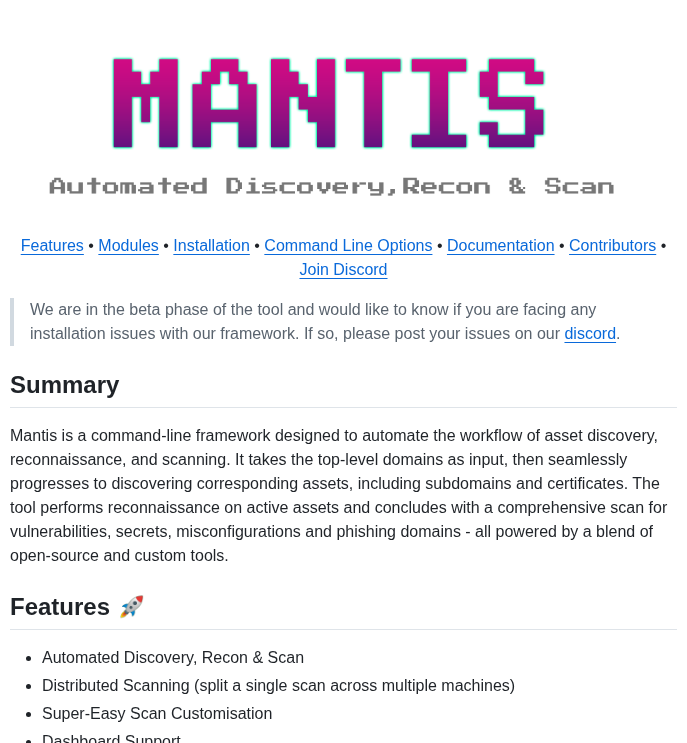 MANTIS
Automated Discovery,Recon & Scan
Features • Modules • Installation • Command Line Options • Documentation • Contributors •
Join Discord
We are in the beta phase of the tool and would like to know if you are facing any
installation issues with our framework. If so, please post your issues on our discord.
Summary
Mantis is a command-line framework designed to automate the workflow of asset discovery,
reconnaissance, and scanning. It takes the top-level domains as input, then seamlessly
progresses to discovering corresponding assets, including subdomains and certificates. The
tool performs reconnaissance on active assets and concludes with a comprehensive scan for
vulnerabilities, secrets, misconfigurations and phishing domains - all powered by a blend of
open-source and custom tools.
Features 🚀
• Automated Discovery, Recon & Scan
• Distributed Scanning (split a single scan across multiple machines)
• Super-Easy Scan Customisation
• Dashboard Support